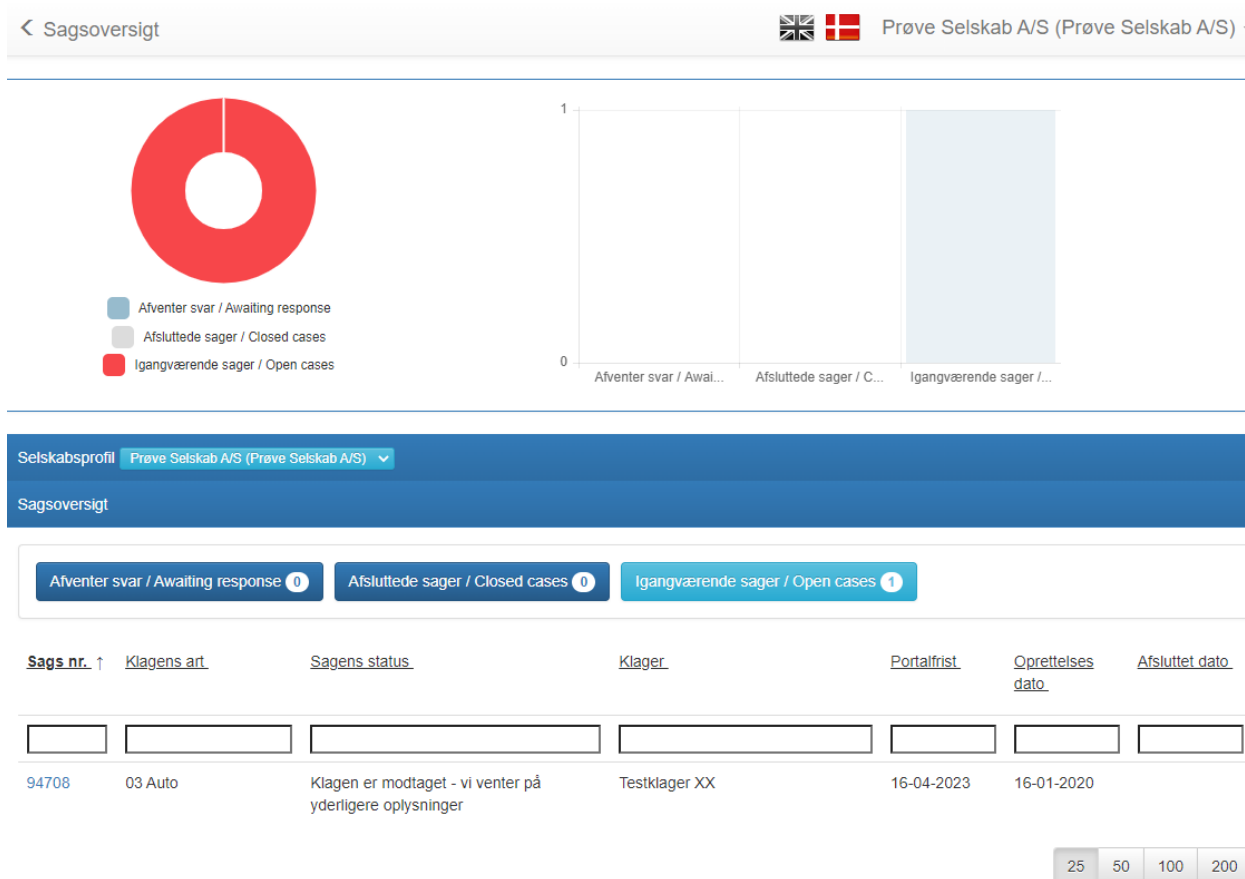 Sagsoversigt
Prøve Selskab A/S (Prøve Selskab A/S)
Afventer svar / Awaiting response
Afsluttede sager / Closed cases
Igangværende sager / Open cases
1
0
Afventer svar / Awai...
Afsluttede sager / C...
Igangværende sager /...
Selskabsprofil Prøve Selskab A/S (Prøve Selskab A/S)
Sagsoversigt
Afventer svar / Awaiting response 0
Afsluttede sager / Closed cases 0
Igangværende sager / Open cases 1
Sags nr. ↑ Klagens art Sagens status Klager Portalfrist Oprettelses Afsluttet dato
dato
94708 03 Auto Klagen er modtaget - vi venter på Testklager XX 16-04-2023 16-01-2020
yderligere oplysninger
25 50 100 200